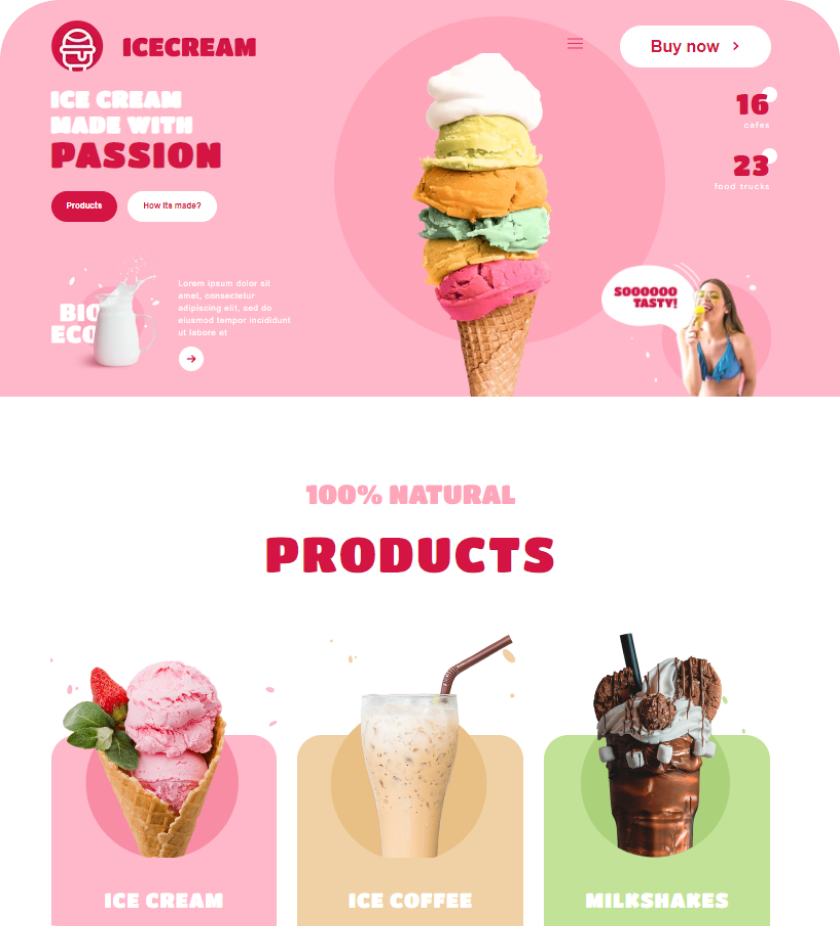 ICECREAM
Buy now
ICE CREAM
MADE WITH
PASSION
Products
How its made?
16
cafes
23
food trucks
BIO
ECO
Lorem ipsum dolor sit
amet, consectetur
adipiscing elit, sed do
eiusmod tempor incididunt
ut labore et
SOOOOOO
TASTY!
100% NATURAL
PRODUCTS
ICE CREAM
ICE COFFEE
MILKSHAKES